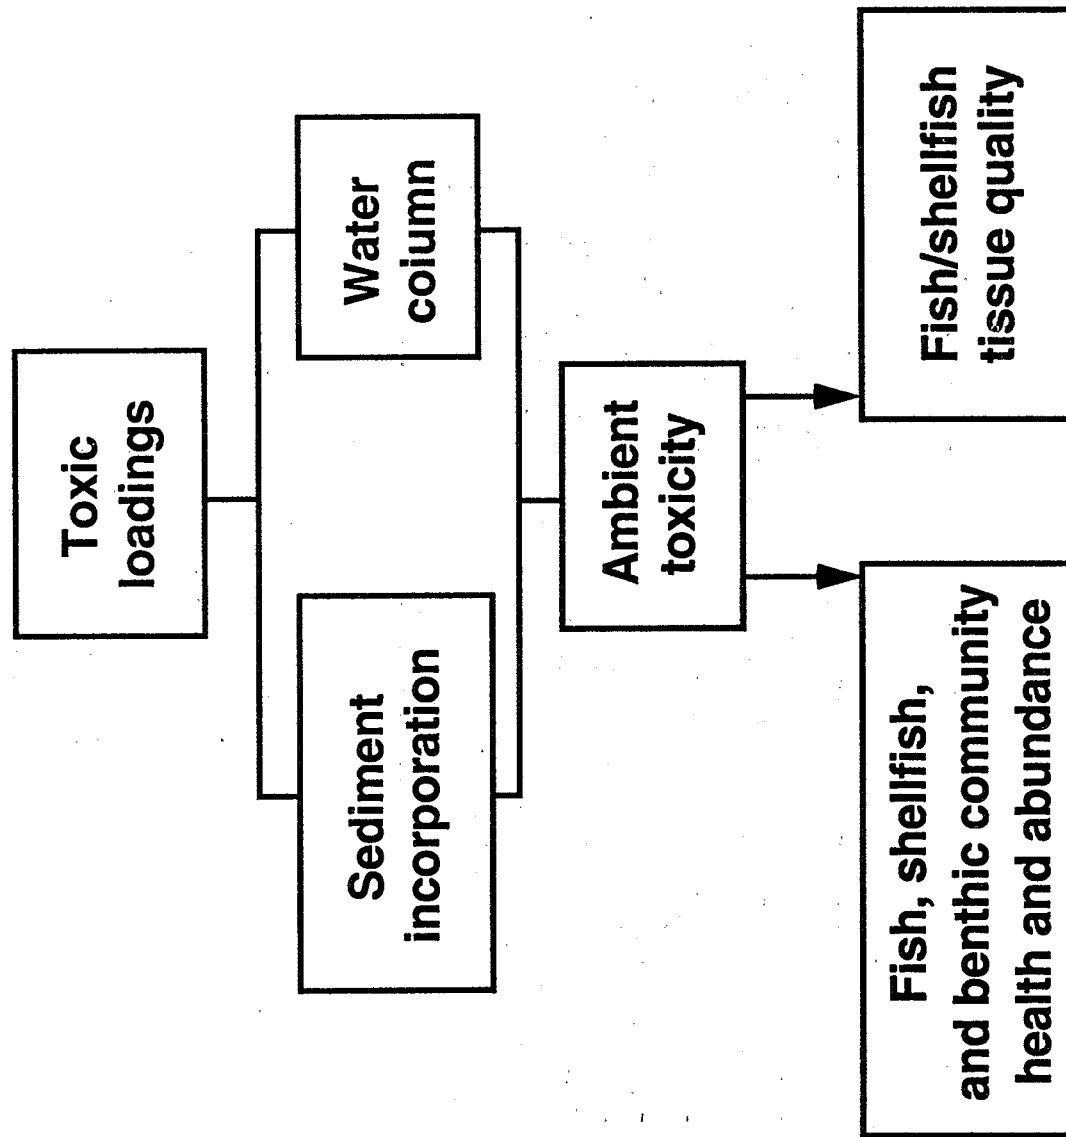 Toxic
loadings
Sediment
incorporation
Water
column
Ambient
toxicity
Fish, shellfish,
and benthic community
health and abundance
Fish/shellfish
tissue quality